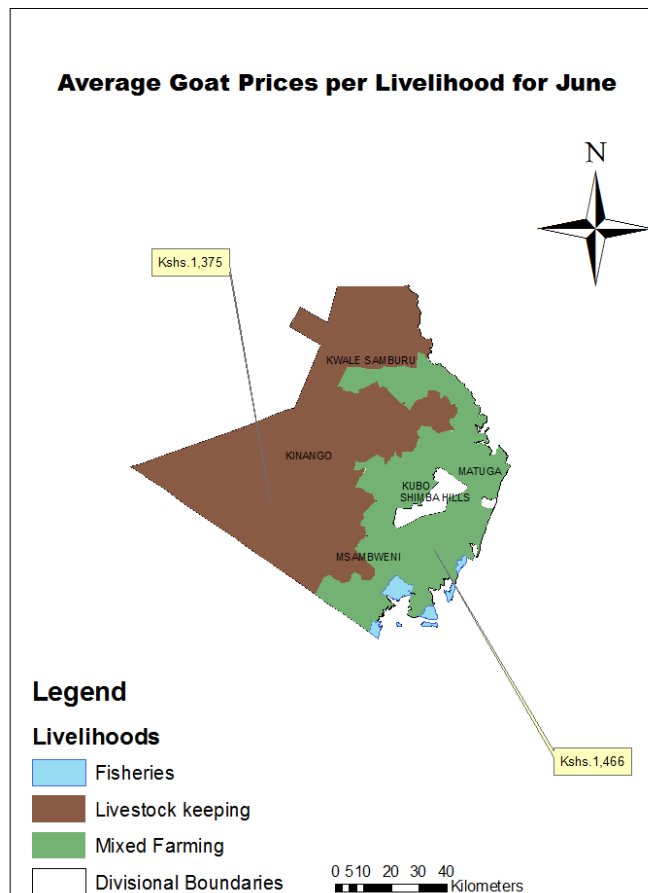 Average Goat Prices per Livelihood for June
N
Kshs.1,375
KWALE SAMBURU
KINANGO
MATUGA
KUBO
SHIMBA HILLS
MSAMBWENI
Kshs.1,466
Legend
Livelihoods
Fisheries
Livestock keeping
Mixed Farming
Divisional Boundaries
0 5 10 20 30 40
Kilometers